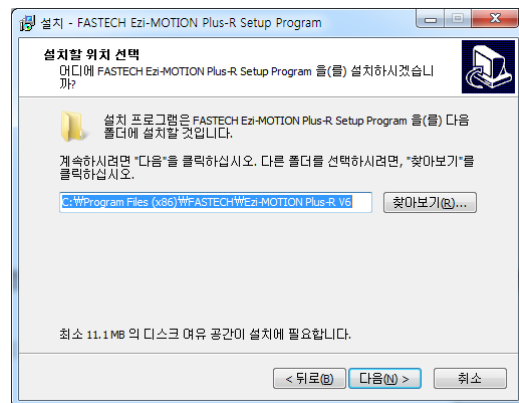 설치 - FASTECH Ezi-MOTION Plus-R Setup Program
설치할 위치 선택
어디에 FASTECH Ezi-MOTION Plus-R Setup Program 을(를) 설치하시겠습니
까?
설치 프로그램은 FASTECH Ezi-MOTION Plus-R Setup Program 을(를) 다음
폴더에 설치할 것입니다.
계속하시려면 "다음"을 클릭하십시오. 다른 폴더를 선택하시려면, "찾아보기"를
클릭하십시오.
C:₩Program Files (x86)₩FASTECH₩Ezi-MOTION Plus-R V6
찾아보기(R)...
최소 11.1 MB 의 디스크 여유 공간이 설치에 필요합니다.
< 뒤로(B)
다음(N) >
취소